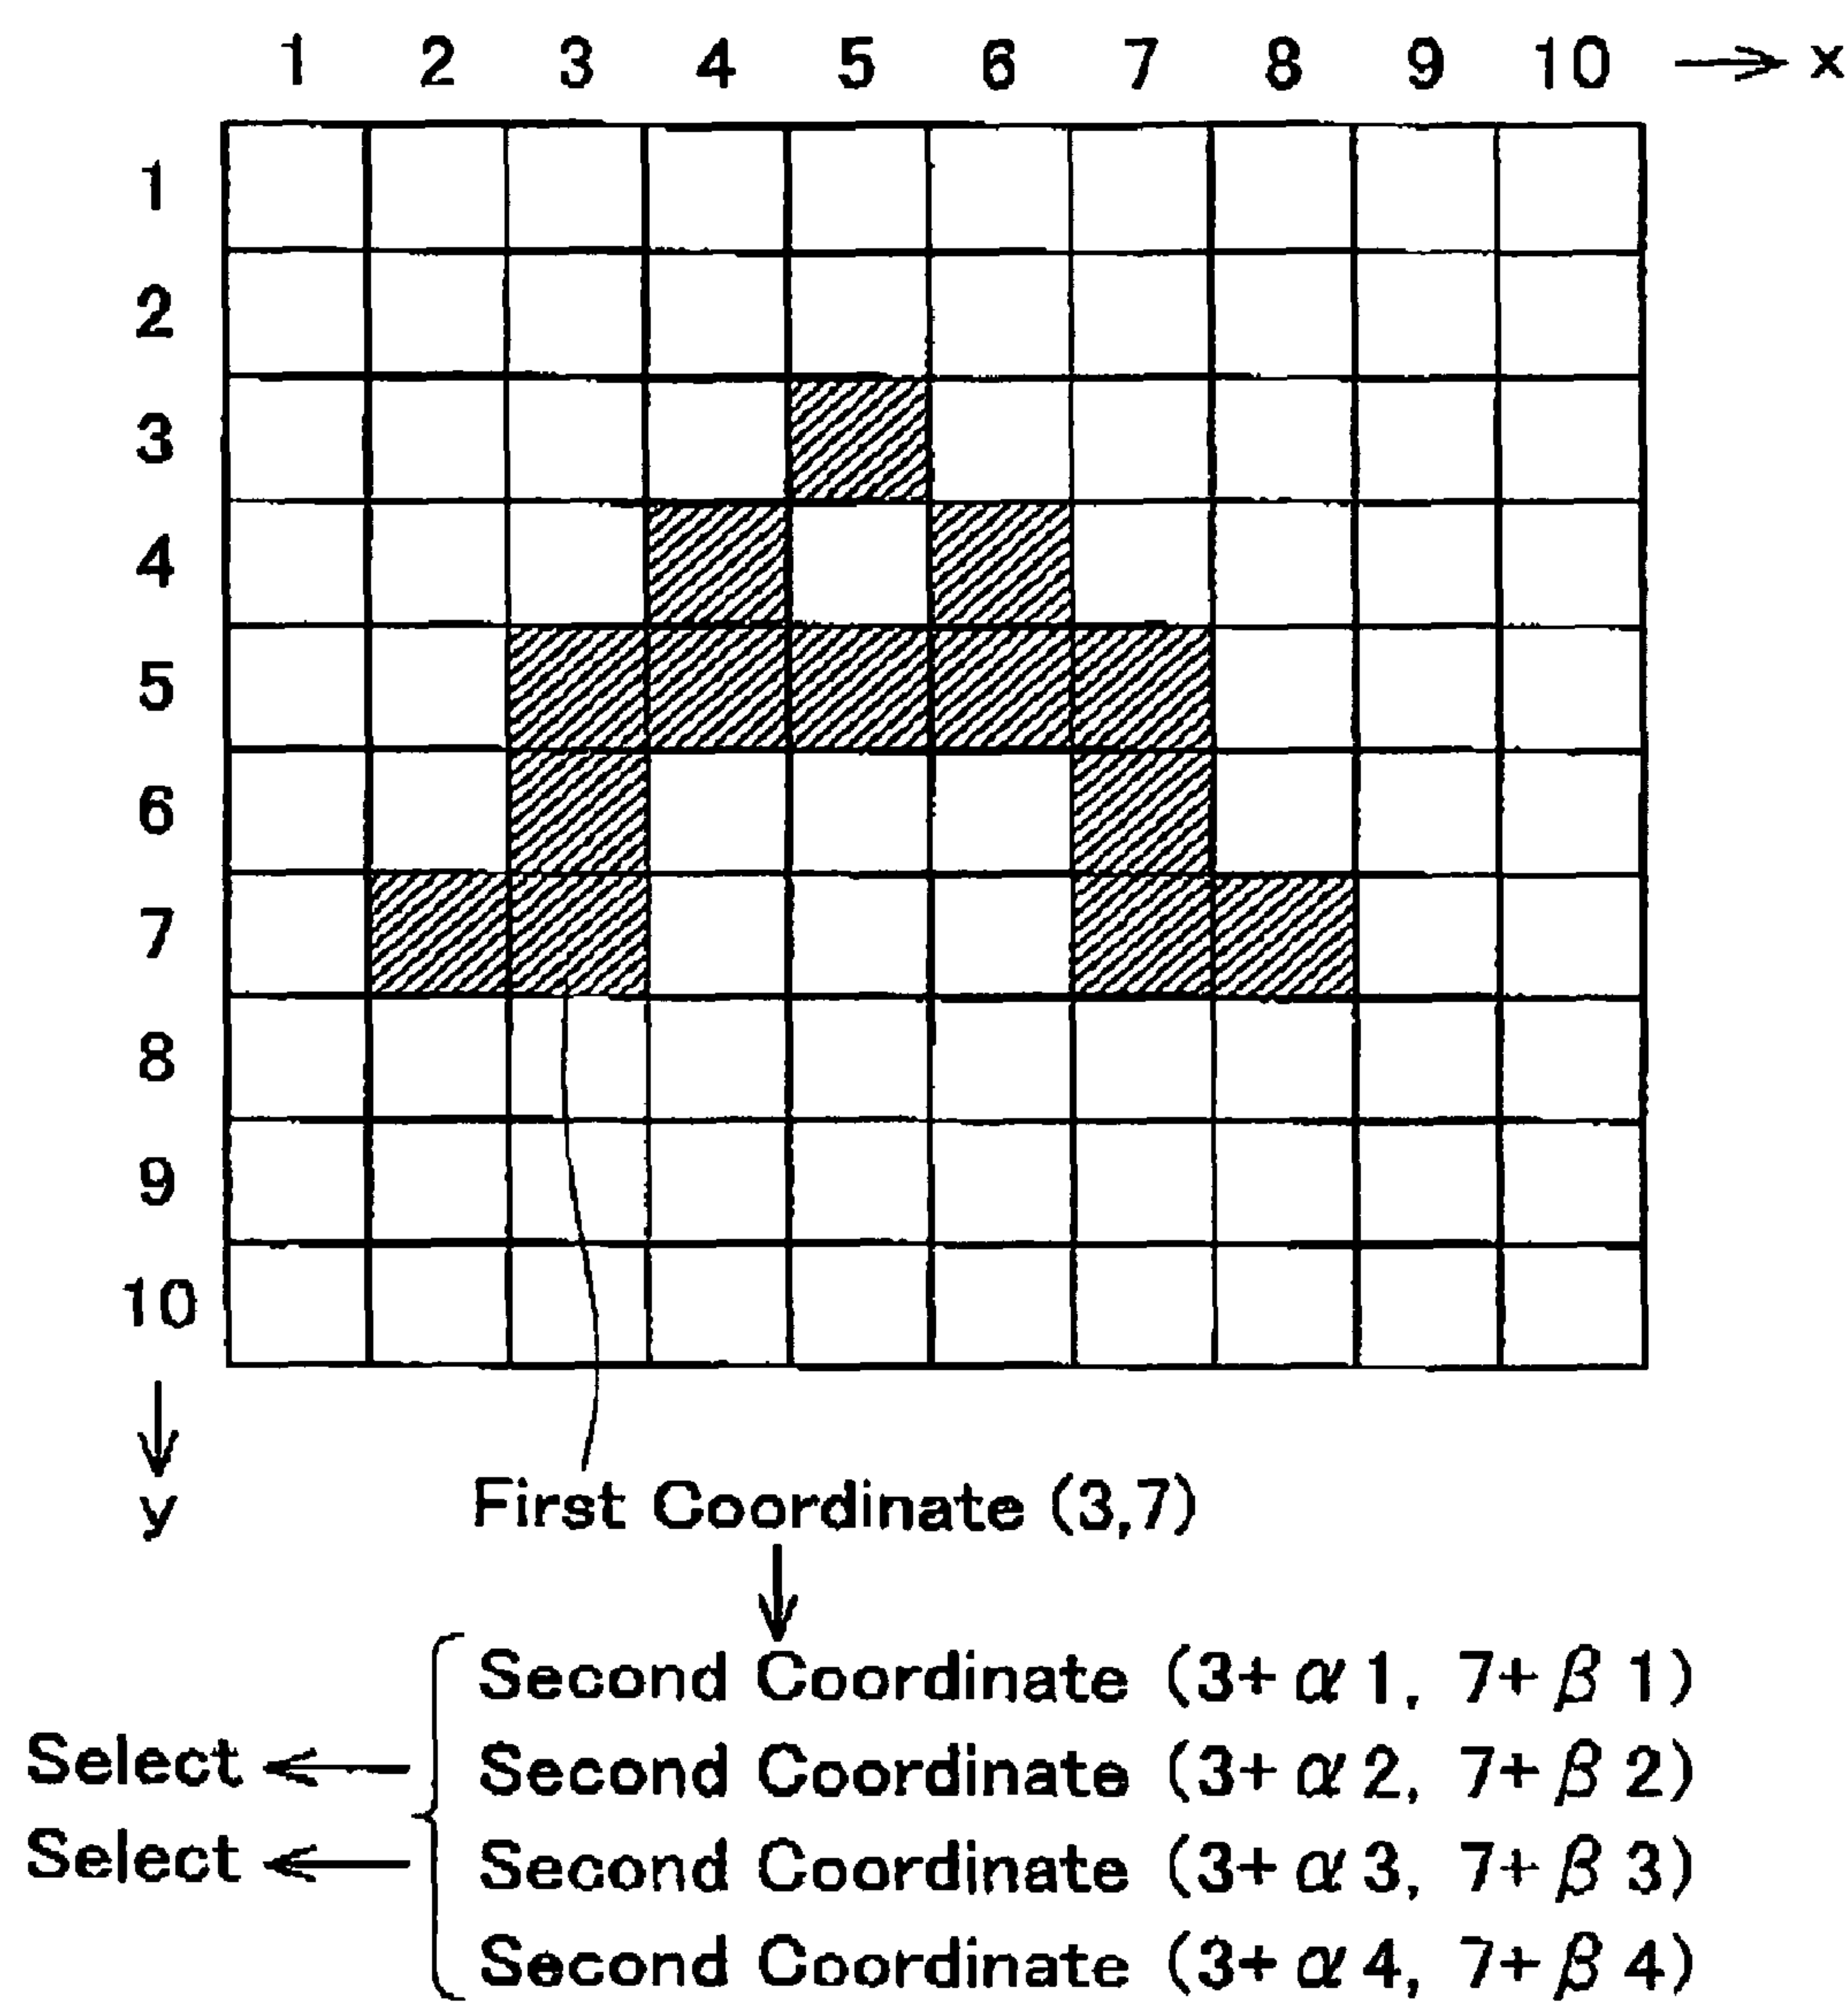 1 2 3 4 5 6 7 8 9 10 x
1
2
3
4
5
6
7
8
9
10
y
First Coordinate (3,7)
Second Coordinate (3+α1, 7+β1)
Select Second Coordinate (3+α2, 7+β2)
Select Second Coordinate (3+α3, 7+β3)
Second Coordinate (3+α4, 7+β4)